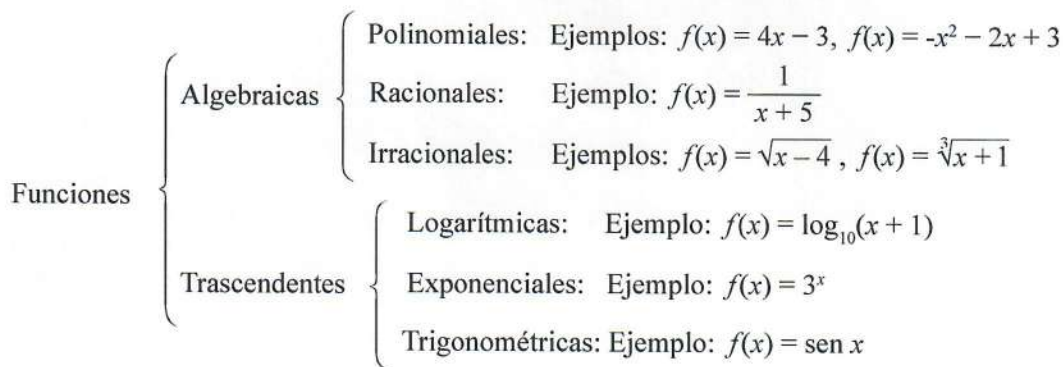 Polinomiales: Ejemplos: f(x) = 4x − 3, f(x) = -x² − 2x + 3
Algebraicas
Racionales: Ejemplo: f(x) = 1/(x + 5)
Irracionales: Ejemplos: f(x) = √(x − 4) , f(x) = ∛(x + 1)
Funciones
Logarítmicas: Ejemplo: f(x) = log₁₀(x + 1)
Trascendentes
Exponenciales: Ejemplo: f(x) = 3ˣ
Trigonométricas: Ejemplo: f(x) = sen x